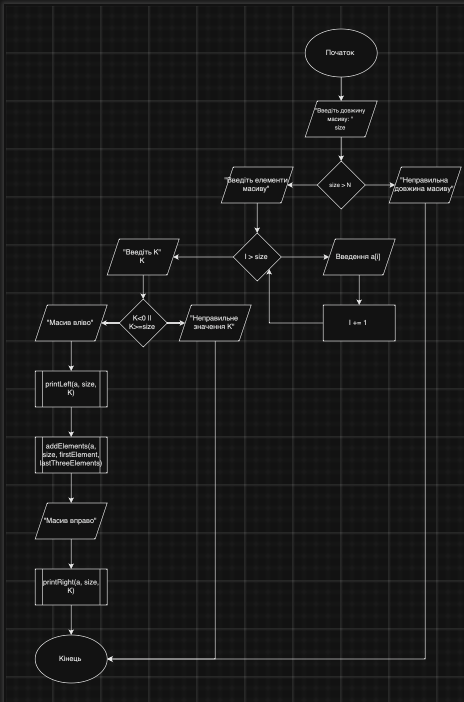 Початок
"Введіть довжину
масиву: "
size
size > N
"Введіть елементи
масиву"
"Неправильна
довжина масиву"
I > size
"Введіть K"
K
Введення a[i]
I += 1
K<0 ||
K>=size
"Масив вліво"
"Неправильне
значення K"
printLeft(a, size,
K)
addElements(a,
size, firstElement,
lastThreeElements)
"Масив вправо"
printRight(a, size,
K)
Кінець